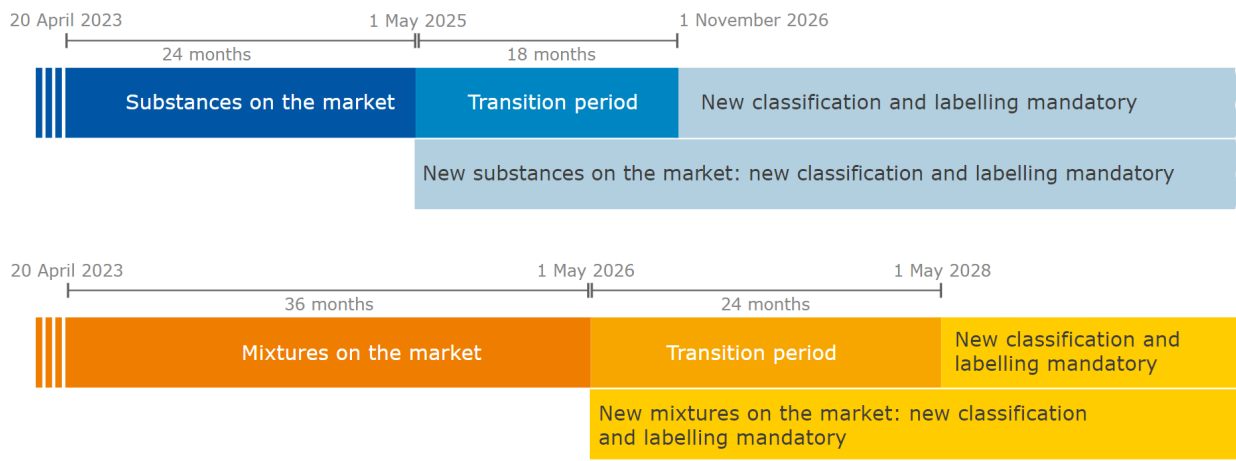 20 April 2023
1 May 2025
1 November 2026
24 months
18 months
Substances on the market
Transition period
New classification and labelling mandatory
New substances on the market: new classification and labelling mandatory
20 April 2023
1 May 2026
1 May 2028
36 months
24 months
Mixtures on the market
Transition period
New classification and
labelling mandatory
New mixtures on the market: new classification
and labelling mandatory